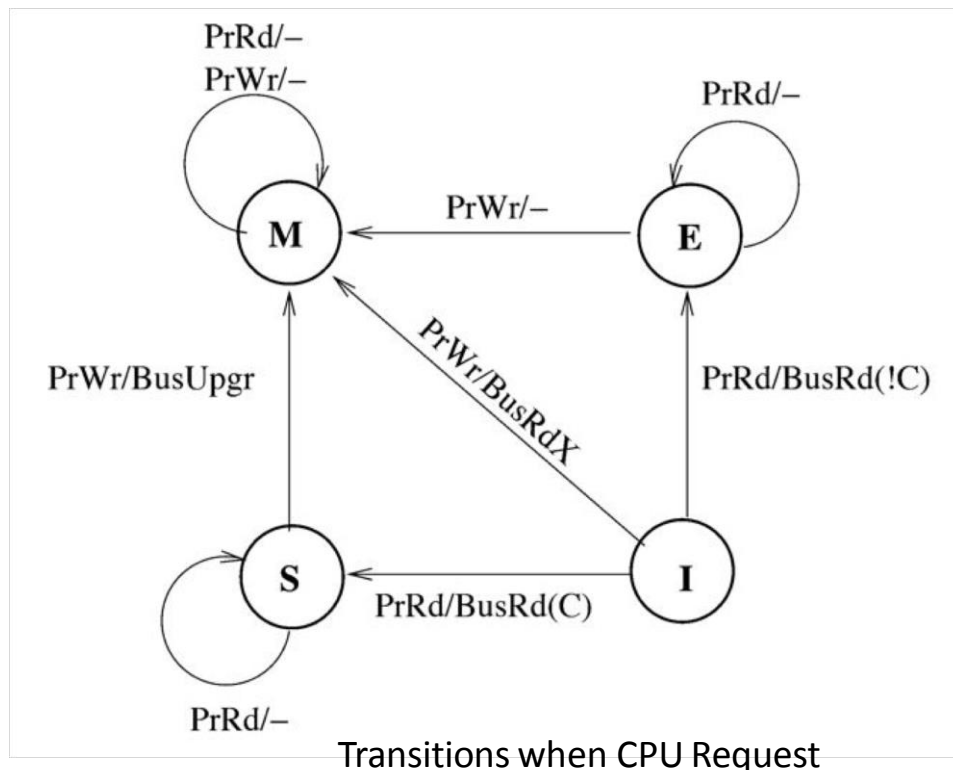 PrRd/–
PrWr/–
PrRd/–
PrWr/–
M
E
PrWr/BusUpgr
PrWr/BusRdX
PrRd/BusRd(!C)
S
I
PrRd/BusRd(C)
PrRd/–
Transitions when CPU Request